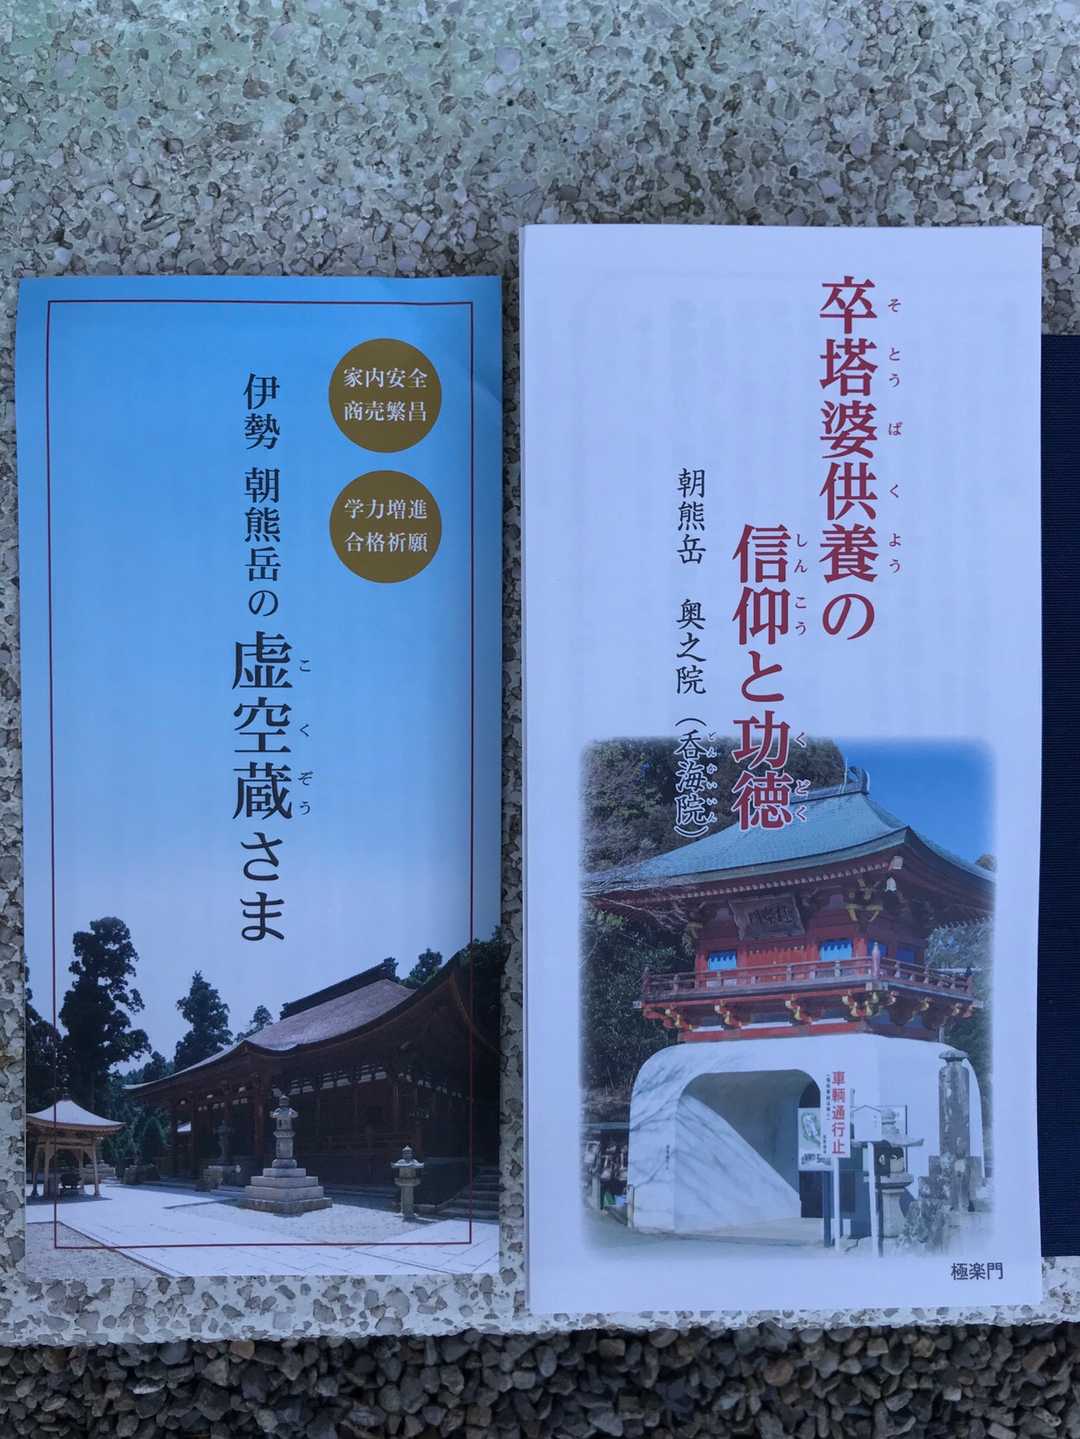 家内安全
商売繁昌
学力増進
合格祈願
伊勢 朝熊岳の虚空蔵さま
こくぞう
卒塔婆供養の
そとうばくよう
信仰と功徳
しんこう くどく
朝熊岳 奥之院（呑海院）
どんかいいん
車輌通行止
極楽門